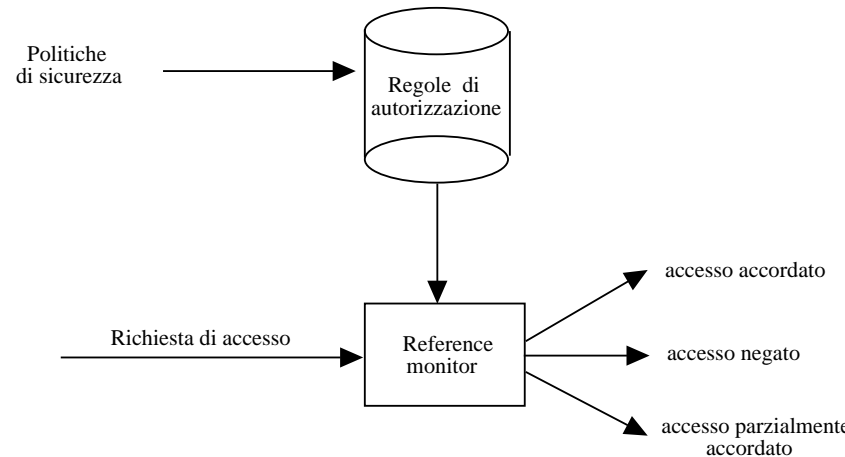 Politiche
di sicurezza
Regole di
autorizzazione
Richiesta di accesso
Reference
monitor
accesso accordato
accesso negato
accesso parzialmente
accordato